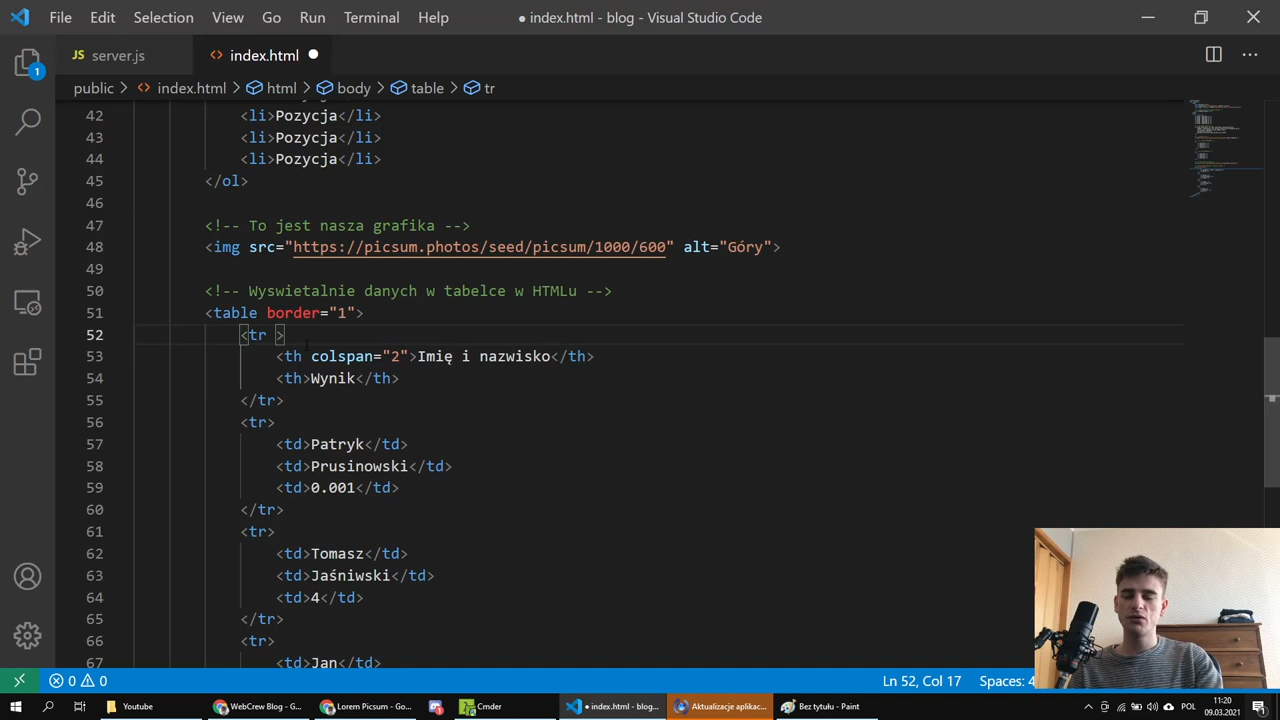 File Edit Selection View Go Run Terminal Help
● index.html - blog - Visual Studio Code
1
JS server.js
<> index.html
public > <> index.html > html > body > table > tr
42 <li>Pozycja</li>
43 <li>Pozycja</li>
44 <li>Pozycja</li>
45 </ol>
46
47 <!-- To jest nasza grafika -->
48 <img src="https://picsum.photos/seed/picsum/1000/600" alt="Góry">
49
50 <!-- Wyswietalnie danych w tabelce w HTMLu -->
51 <table border="1">
52 <tr >
53 <th colspan="2">Imię i nazwisko</th>
54 <th>Wynik</th>
55 </tr>
56 <tr>
57 <td>Patryk</td>
58 <td>Prusinowski</td>
59 <td>0.001</td>
60 </tr>
61 <tr>
62 <td>Tomasz</td>
63 <td>Jaśniwski</td>
64 <td>4</td>
65 </tr>
66 <tr>
67 <td>Jan</td>
0 0 Ln 52, Col 17 Spaces: 4
Youtube WebCrew Blog - G... Lorem Picsum - Go... Cmder ● index.html - blog... Aktualizacje aplikac... Bez tytułu - Paint POL 11:20
09.03.2021
1